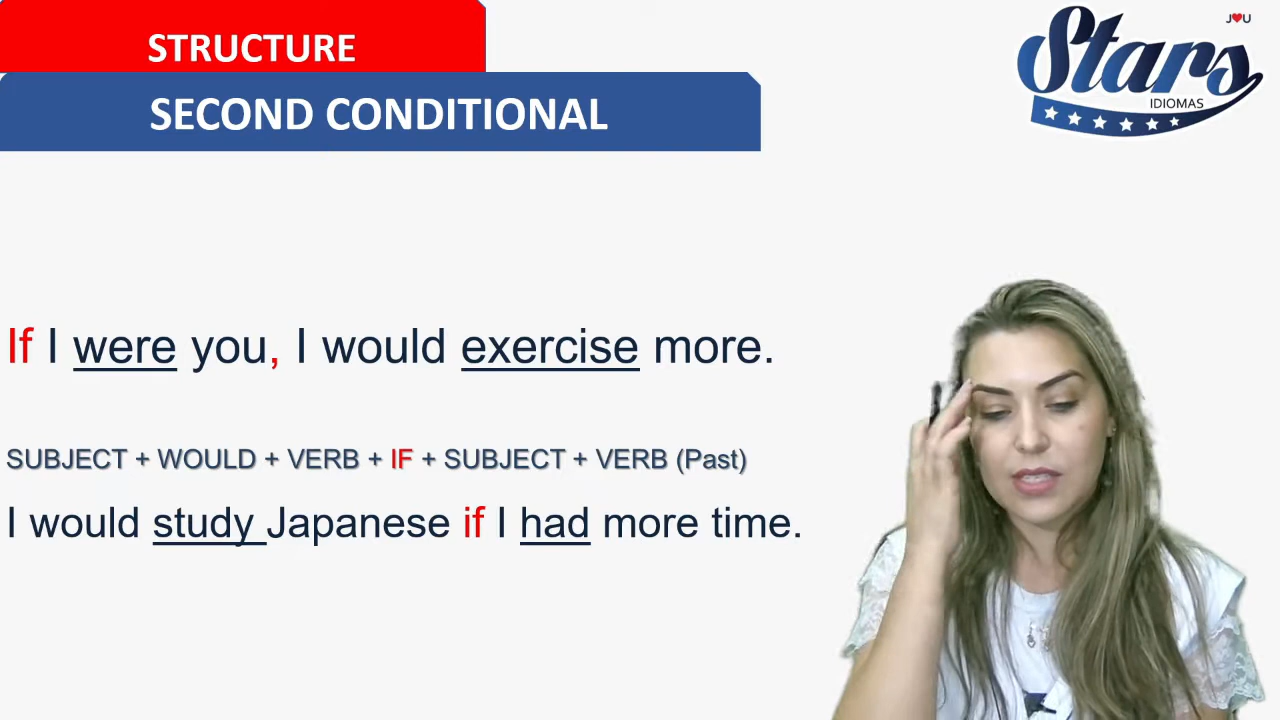 STRUCTURE
SECOND CONDITIONAL
J♥U
Stars
IDIOMAS
If I were you, I would exercise more.
SUBJECT + WOULD + VERB + IF + SUBJECT + VERB (Past)
I would study Japanese if I had more time.